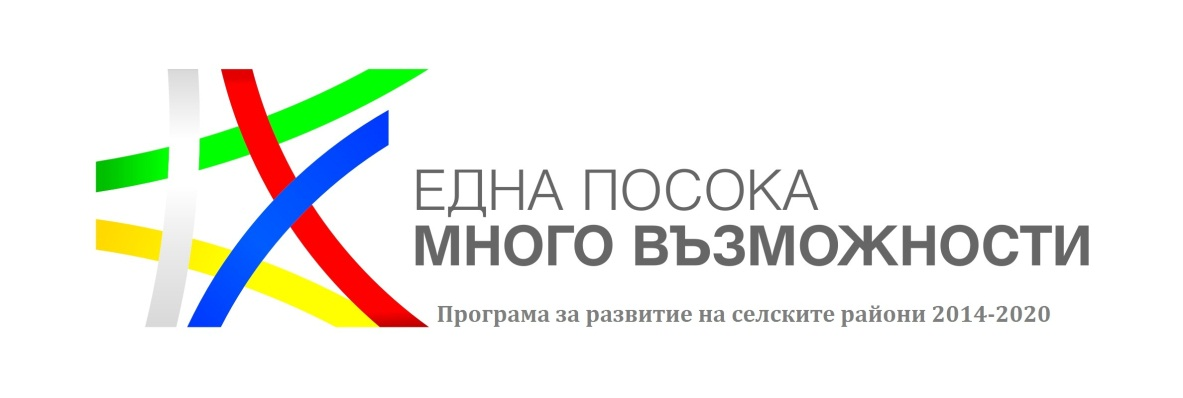 ЕДНА ПОСОКА
МНОГО ВЪЗМОЖНОСТИ
Програма за развитие на селските райони 2014-2020